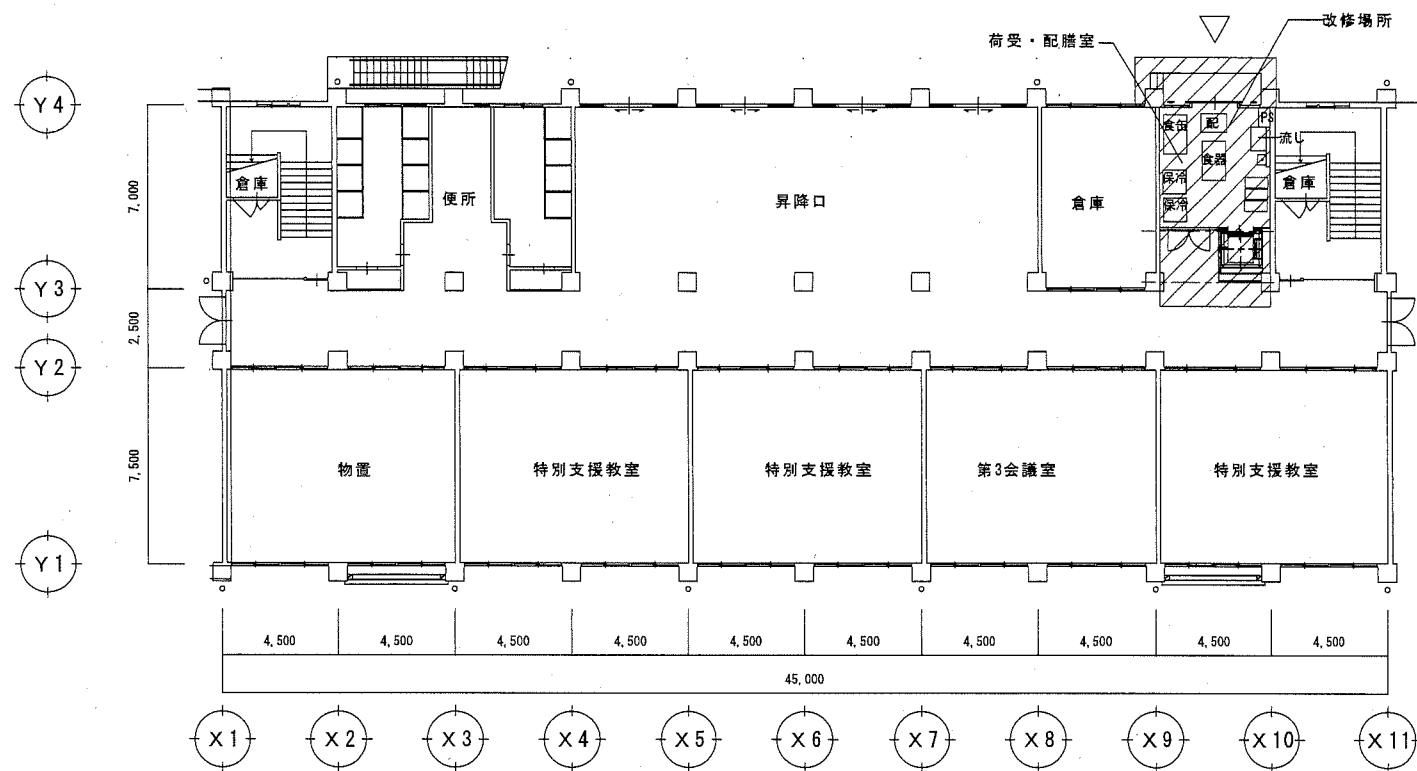 改修場所
荷受・配膳室
Y4
食缶
配
PS
流し
食器
倉庫
保冷
保冷
倉庫
便所
昇降口
倉庫
7,000
Y3
2,500
Y2
7,500
物置
特別支援教室
特別支援教室
第3会議室
特別支援教室
Y1
4,500
4,500
4,500
4,500
4,500
4,500
4,500
4,500
4,500
4,500
45,000
X1
X2
X3
X4
X5
X6
X7
X8
X9
X10
X11